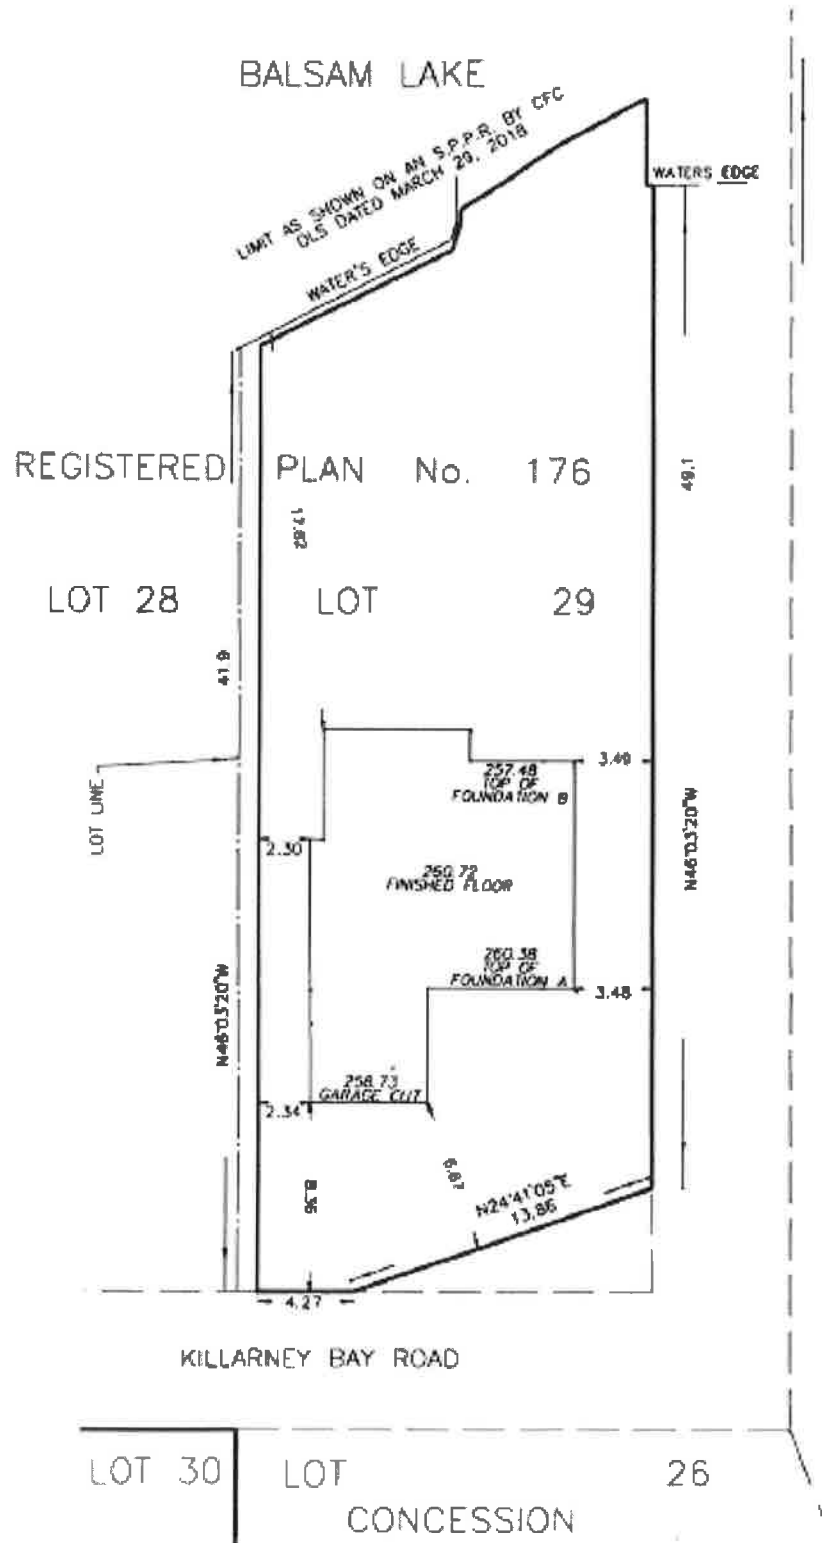 BALSAM LAKE
LIMIT AS SHOWN ON AN S.P.P.R. BY CFC
OLS DATED MARCH 29, 2018
WATER'S EDGE
WATERS EDGE
REGISTERED PLAN No. 176
17.62
49.1
LOT 28
LOT 29
41.9
LOT LINE
3.49
257.48
TOP OF
FOUNDATION B
2.30
260.72
FINISHED FLOOR
N46°03'20"W
260.38
TOP OF
FOUNDATION A
3.48
N46°03'20"W
258.73
GARAGE CUT
2.34
8.36
6.87
N24°41'05"E
13.86
4.27
KILLARNEY BAY ROAD
LOT 30
LOT 26
CONCESSION